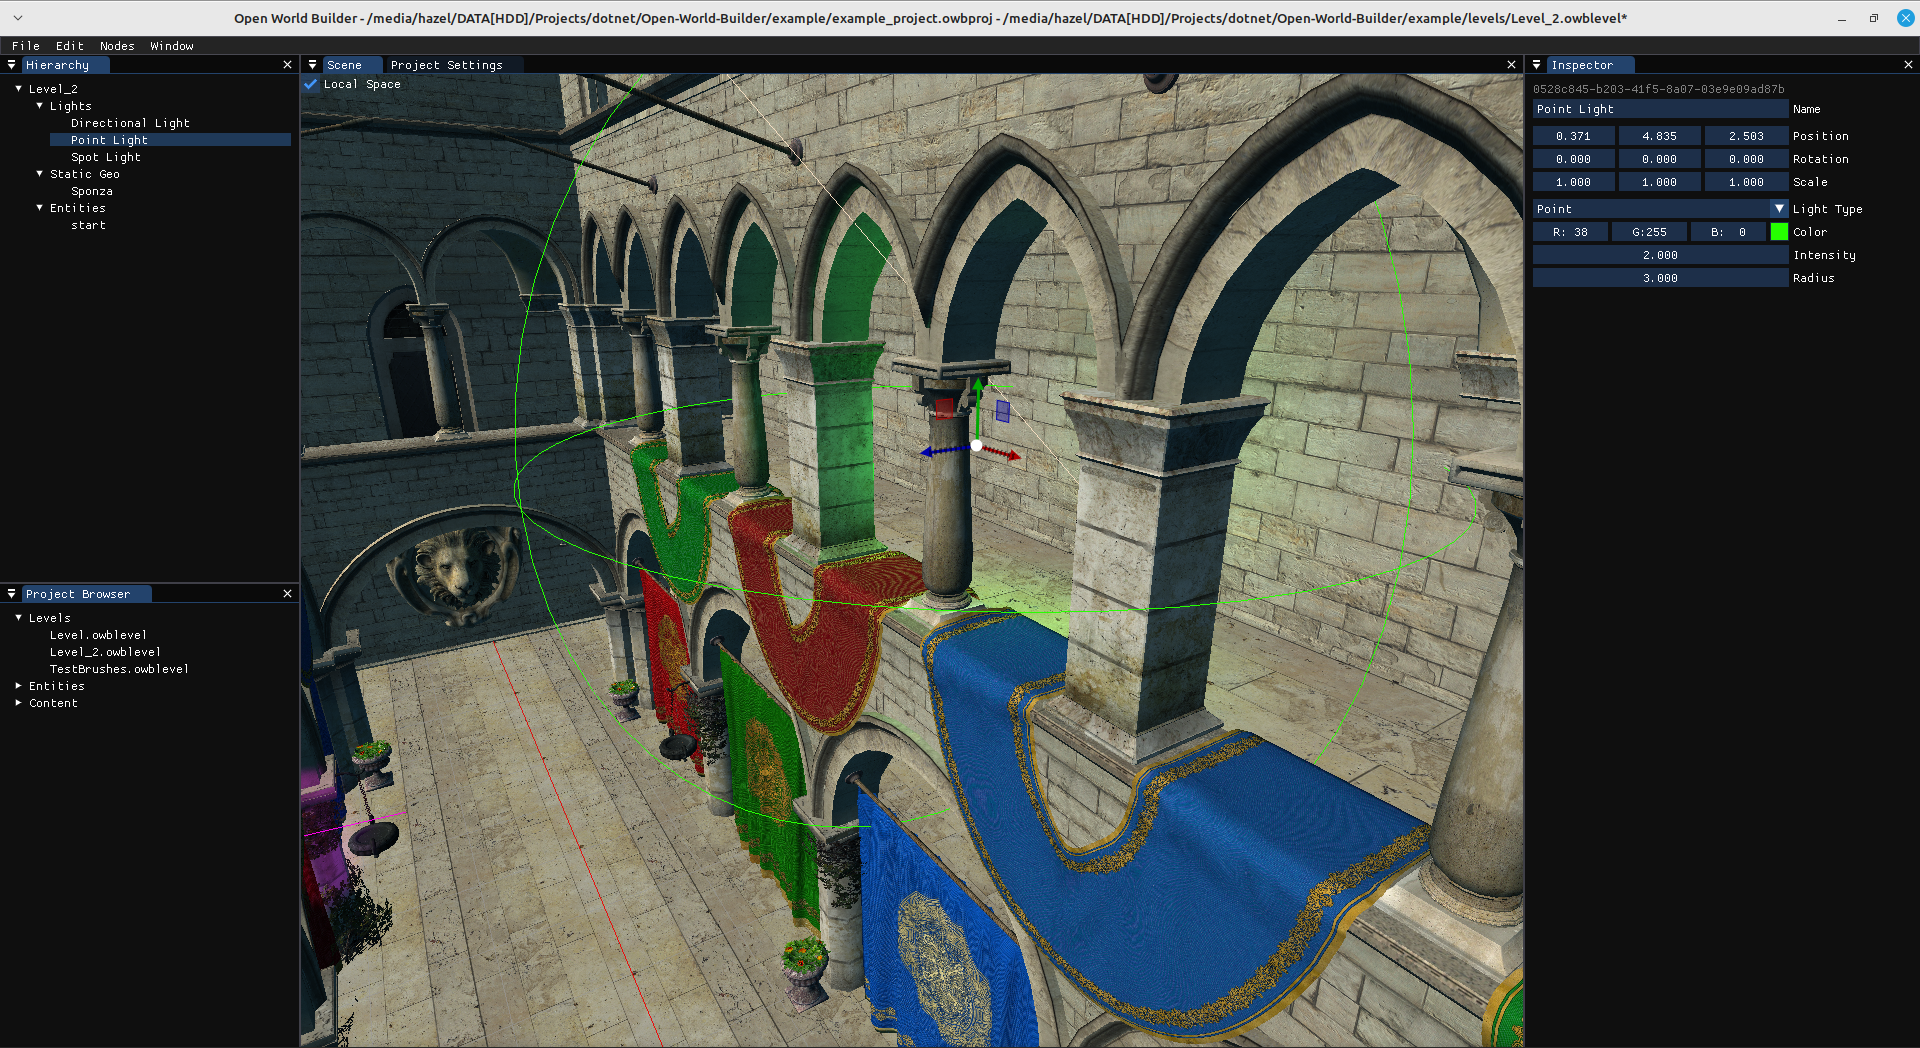 Open World Builder - /media/hazel/DATA[HDD]/Projects/dotnet/Open-World-Builder/example/example_project.owbproj - /media/hazel/DATA[HDD]/Projects/dotnet/Open-World-Builder/example/levels/Level_2.owblevel*
File Edit Nodes Window
Hierarchy
Level_2
Lights
Directional Light
Point Light
Spot Light
Static Geo
Sponza
Entities
start
Project Browser
Levels
Level.owblevel
Level_2.owblevel
TestBrushes.owblevel
Entities
Content
Scene Project Settings
Local Space
Inspector
0528c845-b203-41f5-8a07-03e9e09ad87b
Point Light Name
0.371 4.835 2.503 Position
0.000 0.000 0.000 Rotation
1.000 1.000 1.000 Scale
Point Light Type
R: 38 G:255 B: 0 Color
2.000 Intensity
3.000 Radius